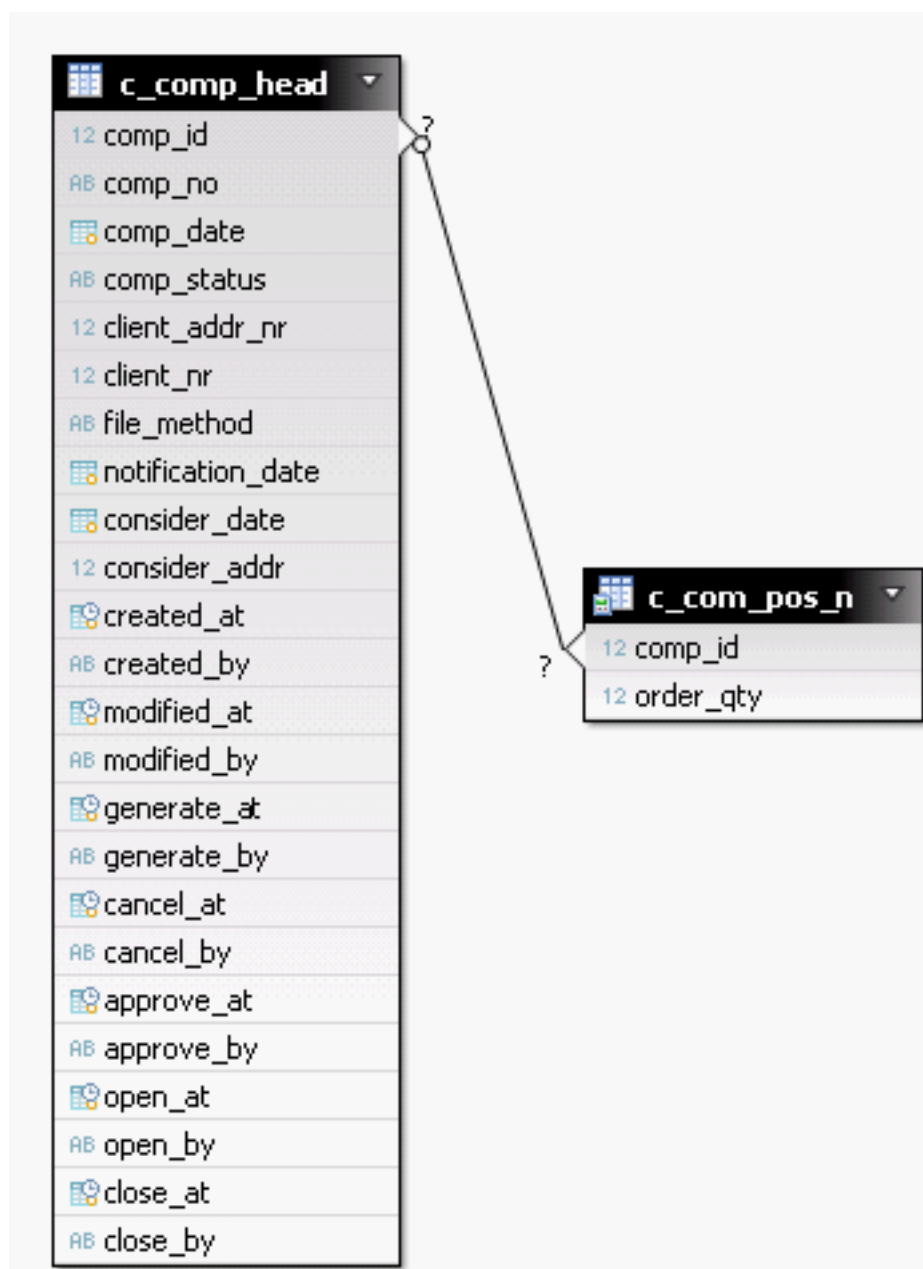 c_comp_head
12 comp_id
?
AB comp_no
comp_date
AB comp_status
12 client_addr_nr
12 client_nr
AB file_method
notification_date
consider_date
12 consider_addr
created_at
AB created_by
modified_at
AB modified_by
generate_at
AB generate_by
cancel_at
AB cancel_by
approve_at
AB approve_by
open_at
AB open_by
close_at
AB close_by
c_com_pos_n
12 comp_id
?
12 order_qty